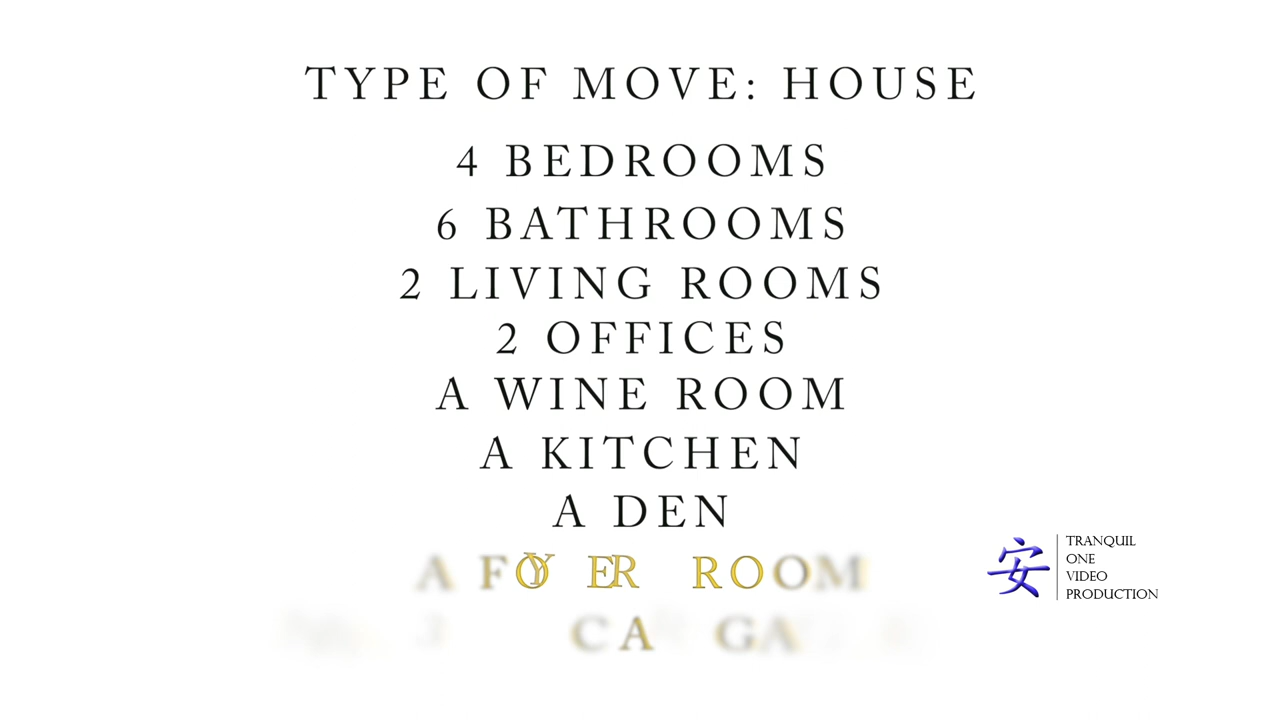 TYPE OF MOVE: HOUSE
4 BEDROOMS
6 BATHROOMS
2 LIVING ROOMS
2 OFFICES
A WINE ROOM
A KITCHEN
A DEN
A FOYER ROOM
安
TRANQUIL
ONE
VIDEO
PRODUCTION